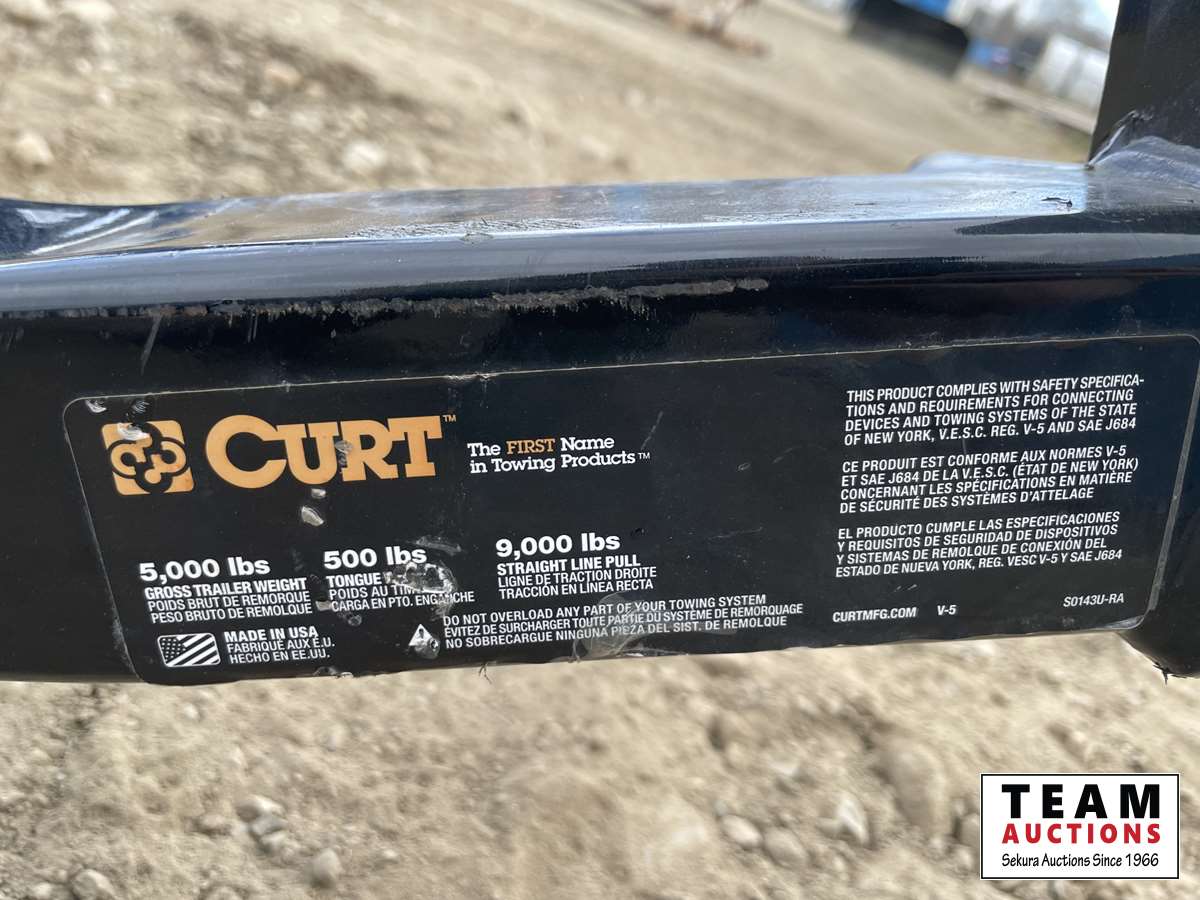 CURT™
The FIRST Name
in Towing Products™
5,000 lbs
GROSS TRAILER WEIGHT
POIDS BRUT DE REMORQUE
PESO BRUTO DE REMOLQUE
500 lbs
TONGUE
POIDS AU
CARGA EN PTO. ENGANCHE
9,000 lbs
STRAIGHT LINE PULL
LIGNE DE TRACTION DROITE
TRACCIÓN EN LÍNEA RECTA
MADE IN USA
FABRIQUÉ AUX É.U.
HECHO EN EE.UU.
DO NOT OVERLOAD ANY PART OF YOUR TOWING SYSTEM
ÉVITEZ DE SURCHARGER TOUTE PARTIE DU SYSTÈME DE REMORQUAGE
NO SOBRECARGUE NINGUNA PIEZA DEL SIST. DE REMOLQUE
THIS PRODUCT COMPLIES WITH SAFETY SPECIFICA-
TIONS AND REQUIREMENTS FOR CONNECTING
DEVICES AND TOWING SYSTEMS OF THE STATE
OF NEW YORK, V.E.S.C. REG. V-5 AND SAE J684
CE PRODUIT EST CONFORME AUX NORMES V-5
ET SAE J684 DE LA V.E.S.C. (ÉTAT DE NEW YORK)
CONCERNANT LES SPÉCIFICATIONS EN MATIÈRE
DE SÉCURITÉ DES SYSTÈMES D'ATTELAGE
EL PRODUCTO CUMPLE LAS ESPECIFICACIONES
Y REQUISITOS DE SEGURIDAD DE DISPOSITIVOS
Y SISTEMAS DE REMOLQUE DE CONEXIÓN DEL
ESTADO DE NUEVA YORK, REG. VESC V-5 Y SAE J684
CURTMFG.COM V-5 S0143U-RA
TEAM
AUCTIONS
Sekura Auctions Since 1966